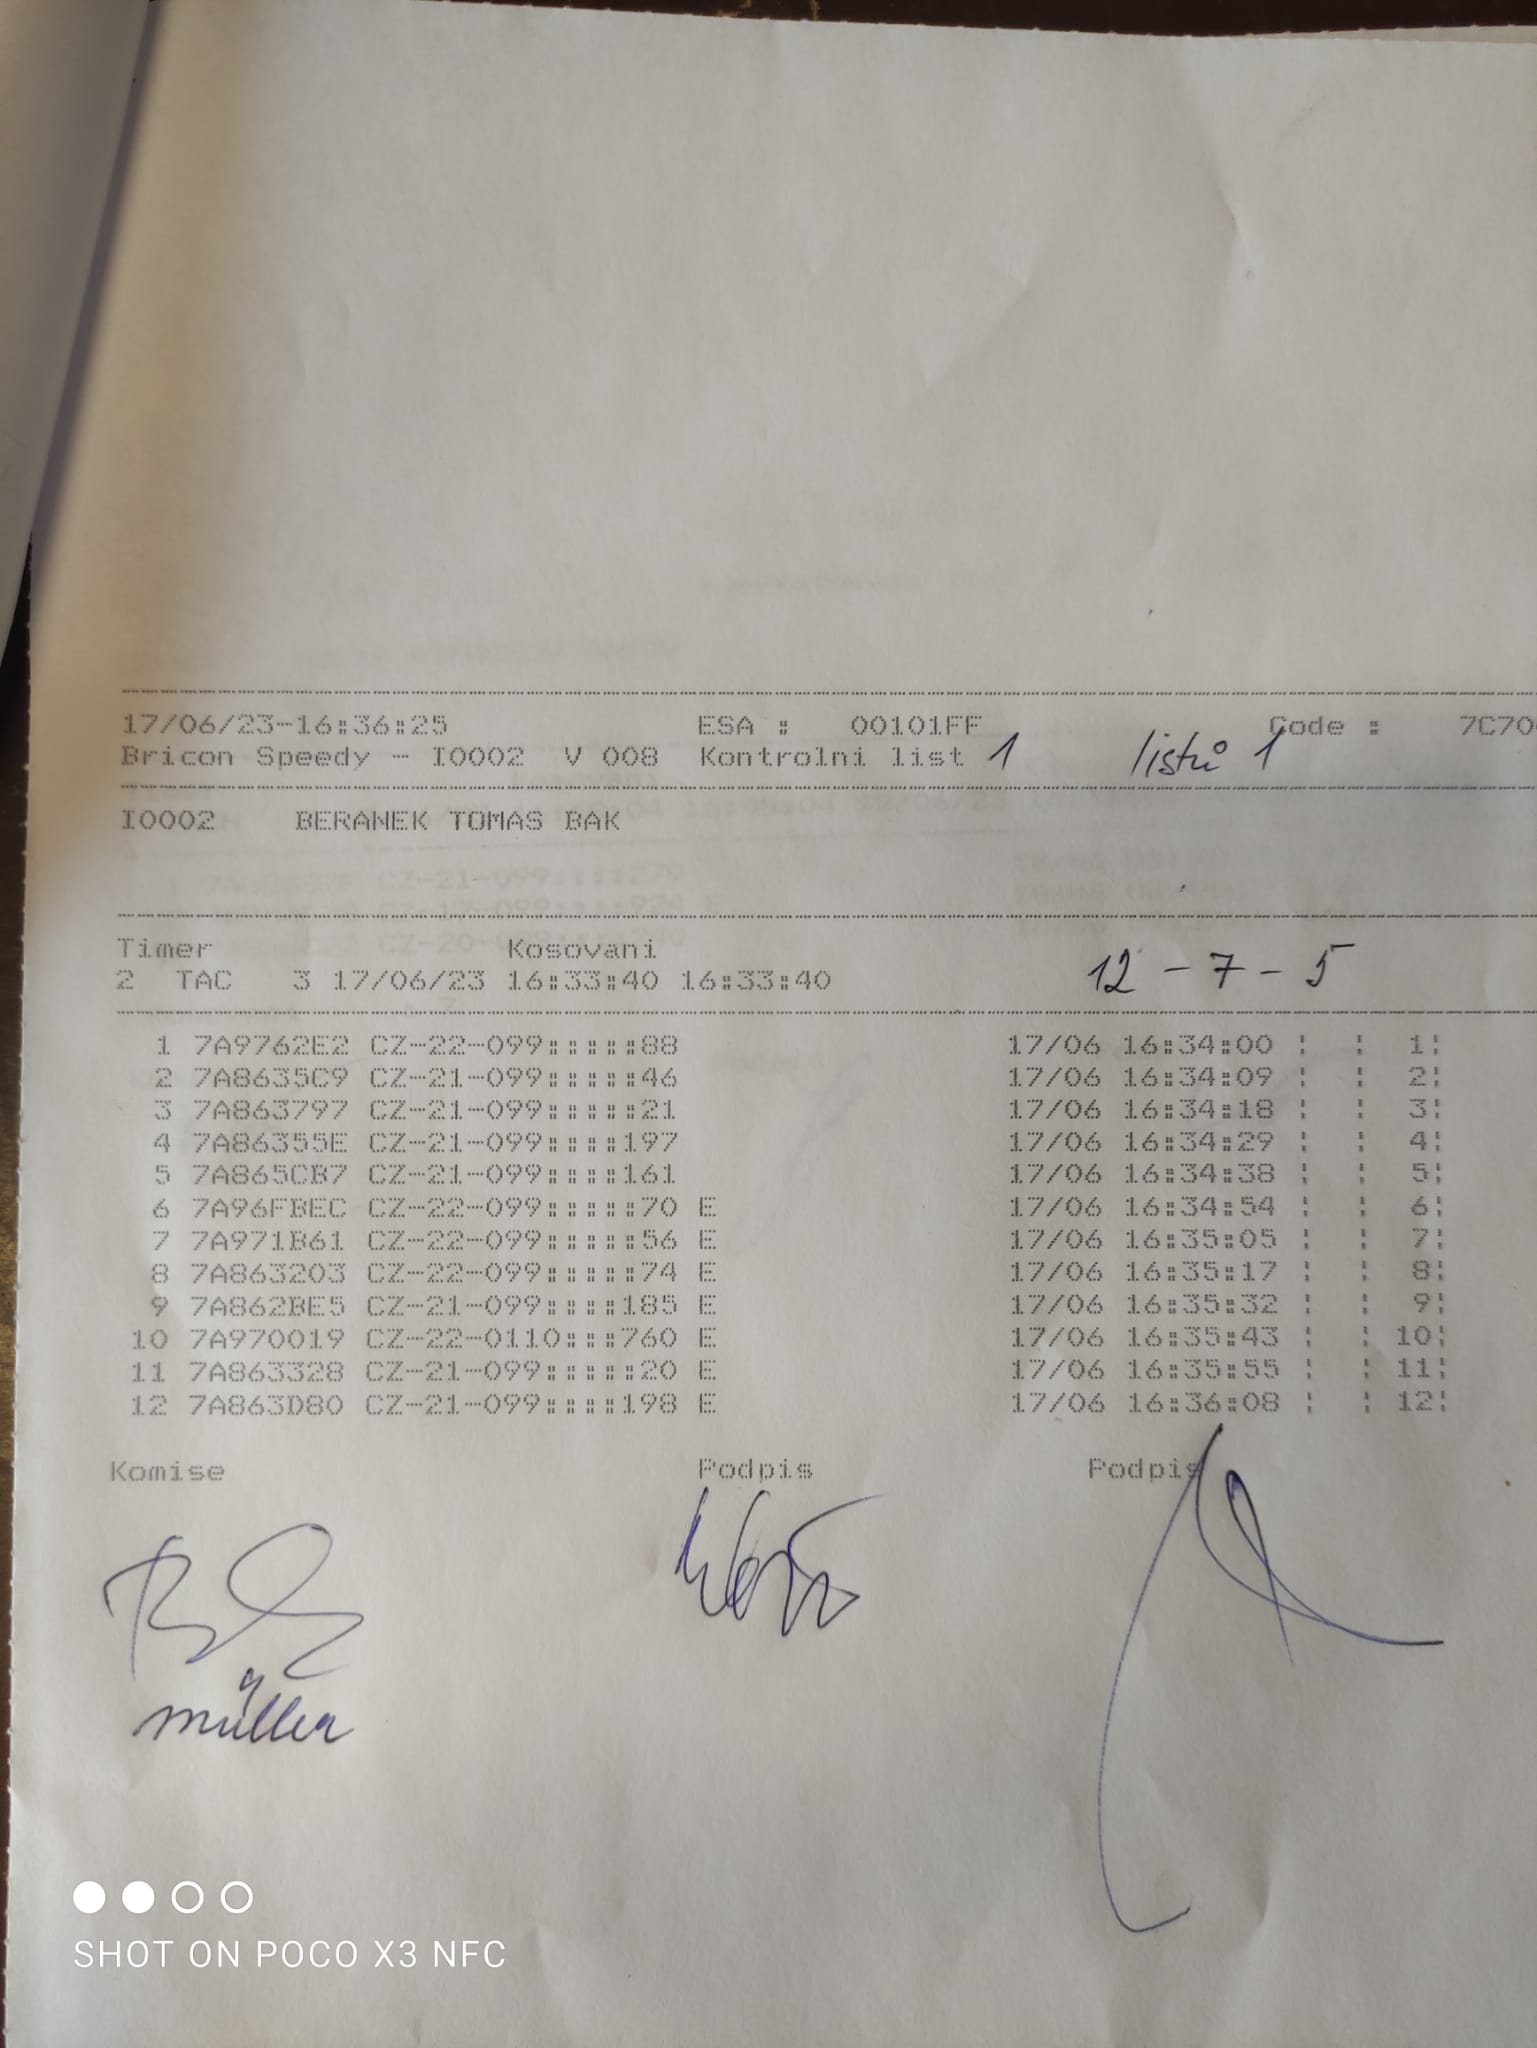 17/06/23-16:36:25 ESA : 00101FF Code : 7C70
Bricon Speedy - I0002 V 008 Kontrolni list 1 listů 1
I0002 BERANEK TOMAS BAK
Timer Kosovani
2 TAC 3 17/06/23 16:33:40 16:33:40 12 - 7 - 5
1 7A9762E2 CZ-22-099:::::88 17/06 16:34:00 : : 1:
2 7A8635C9 CZ-21-099:::::46 17/06 16:34:09 : : 2:
3 7A863797 CZ-21-099:::::21 17/06 16:34:18 : : 3:
4 7A86355E CZ-21-099::::197 17/06 16:34:29 : : 4:
5 7A865CB7 CZ-21-099::::161 17/06 16:34:38 : : 5:
6 7A96FBEC CZ-22-099:::::70 E 17/06 16:34:54 : : 6:
7 7A971B61 CZ-22-099:::::56 E 17/06 16:35:05 : : 7:
8 7A863203 CZ-22-099:::::74 E 17/06 16:35:17 : : 8:
9 7A862BE5 CZ-21-099::::185 E 17/06 16:35:32 : : 9:
10 7A970019 CZ-22-0110:::760 E 17/06 16:35:43 : : 10:
11 7A863328 CZ-21-099:::::20 E 17/06 16:35:55 : : 11:
12 7A863D80 CZ-21-099::::198 E 17/06 16:36:08 : : 12:
Komise Podpis Podpis
müller
SHOT ON POCO X3 NFC